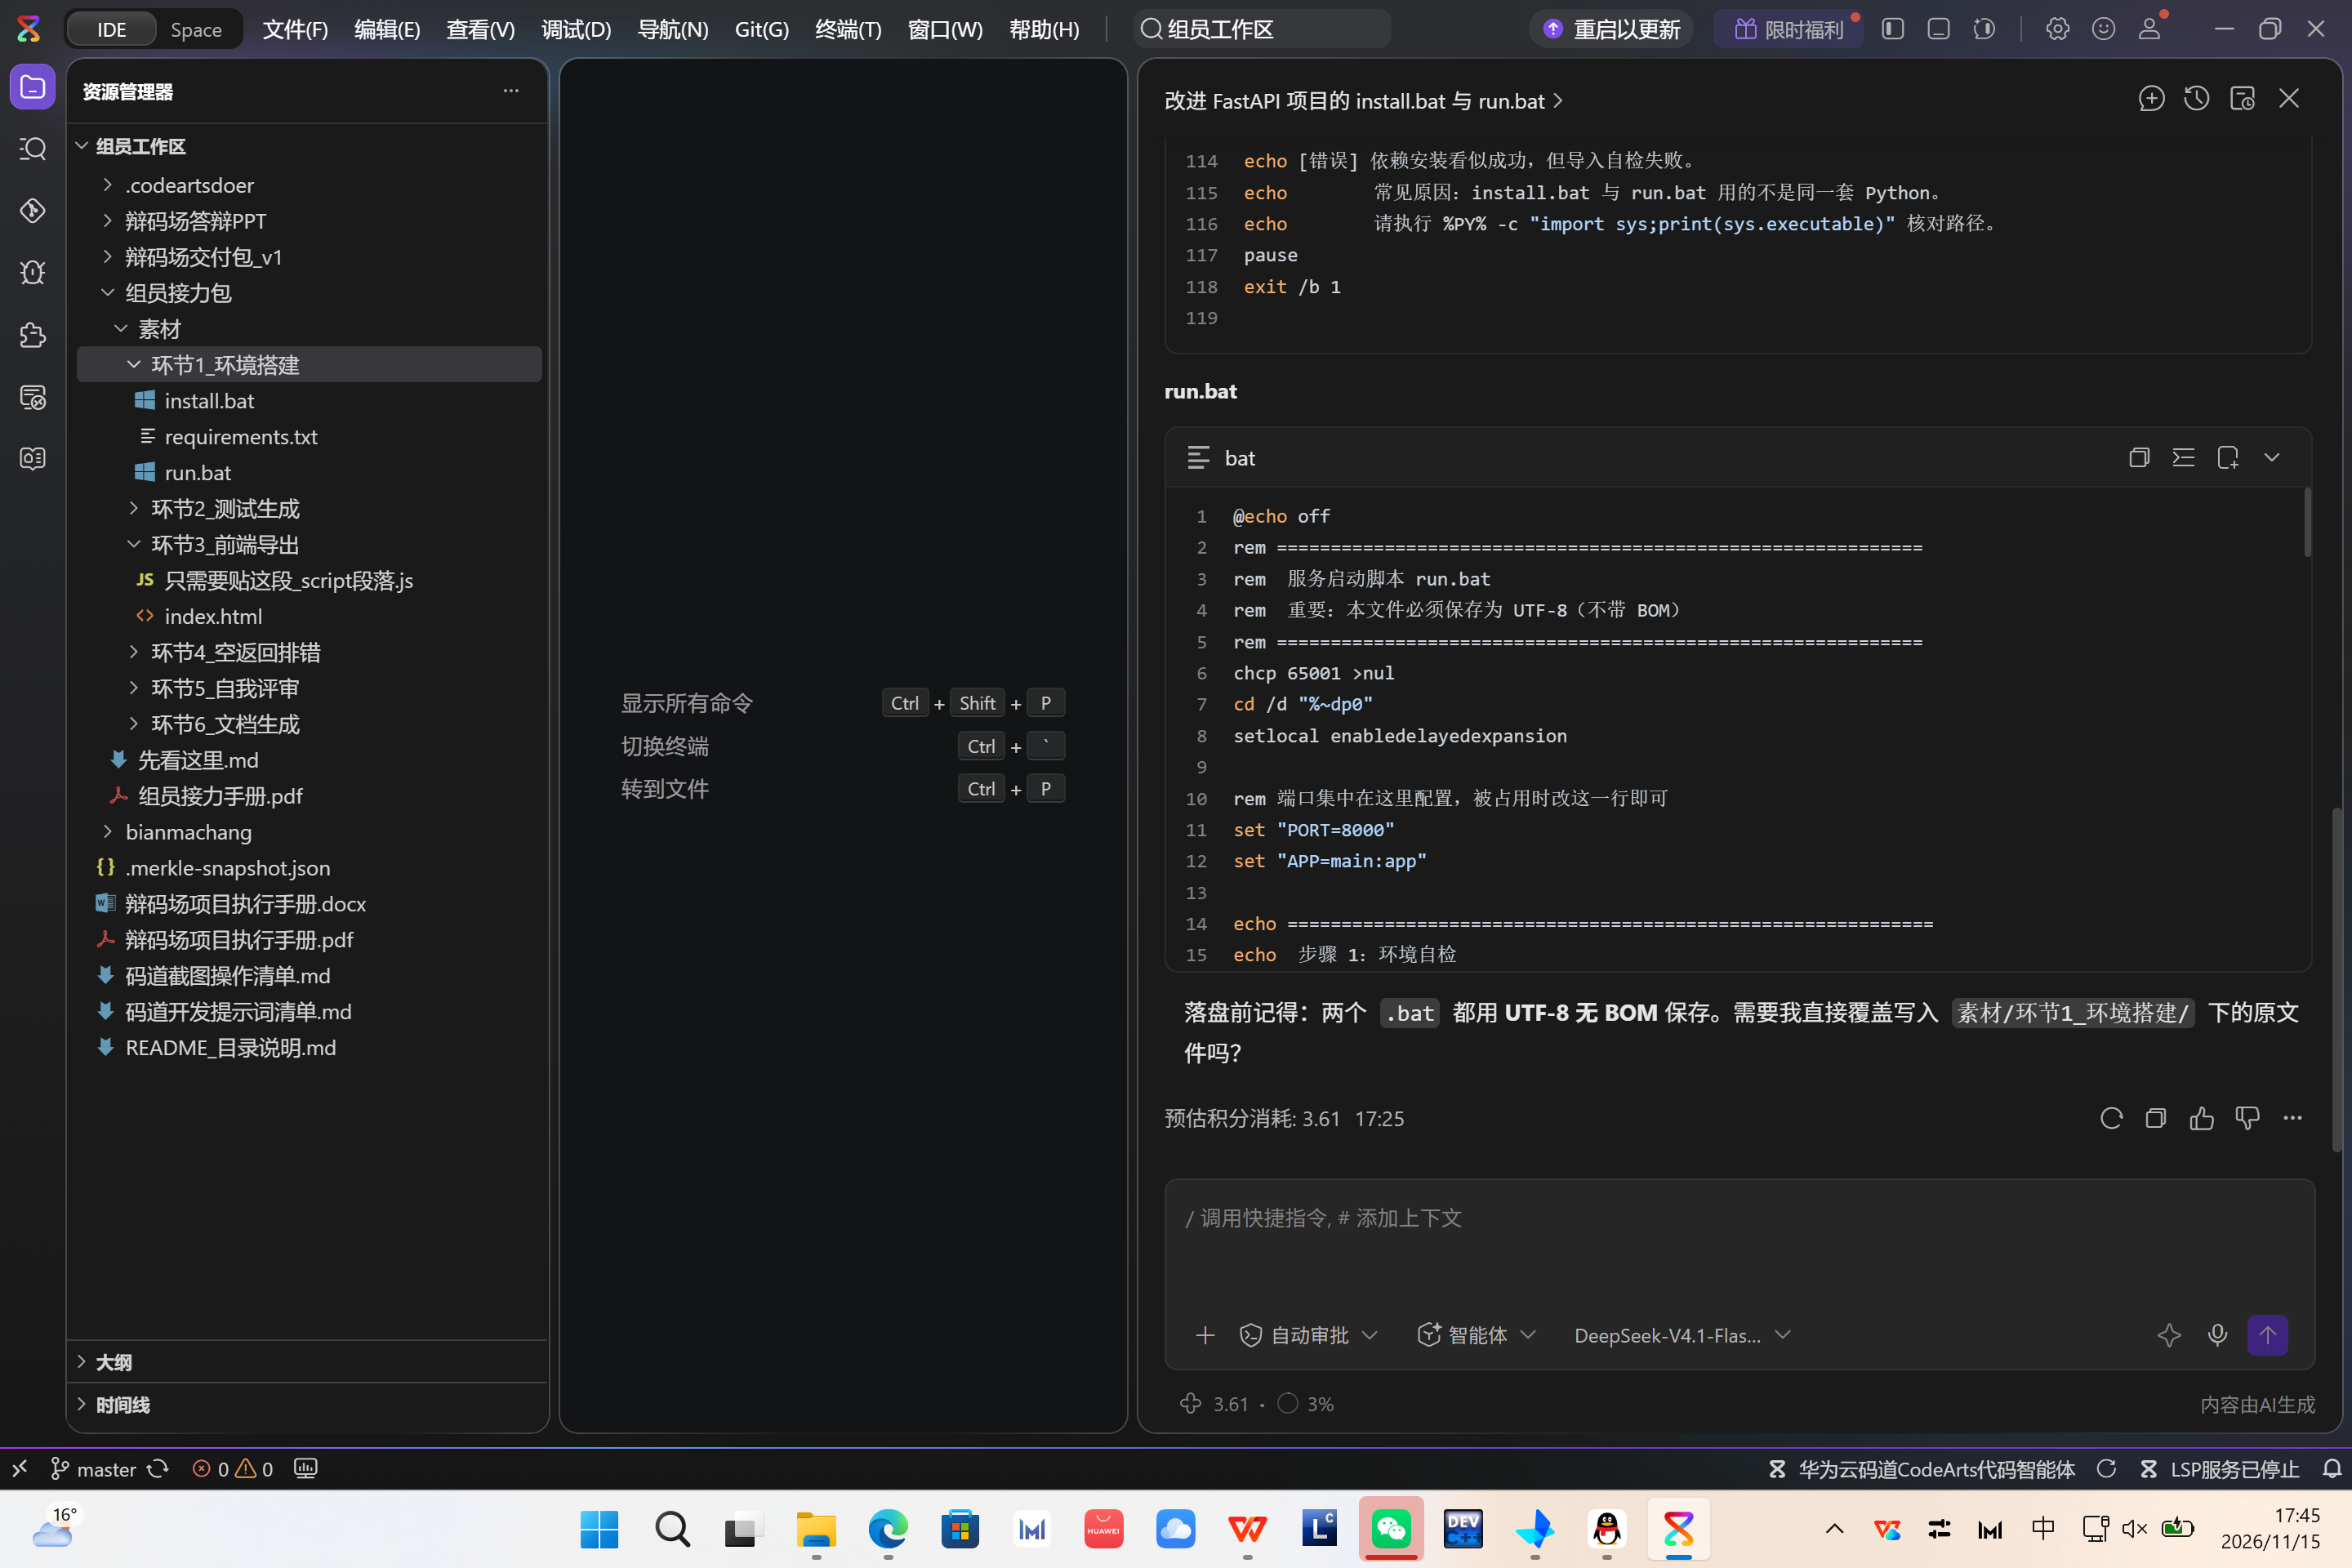 IDE Space 文件(F) 编辑(E) 查看(V) 调试(D) 导航(N) Git(G) 终端(T) 窗口(W) 帮助(H) 组员工作区 重启以更新 限时福利
资源管理器
组员工作区
.codeartsdoer
辩码场答辩PPT
辩码场交付包_v1
组员接力包
素材
环节1_环境搭建
install.bat
requirements.txt
run.bat
环节2_测试生成
环节3_前端导出
JS 只需要贴这段_script段落.js
<> index.html
环节4_空返回排错
环节5_自我评审
环节6_文档生成
先看这里.md
组员接力手册.pdf
bianmachang
{} .merkle-snapshot.json
辩码场项目执行手册.docx
辩码场项目执行手册.pdf
码道截图操作清单.md
码道开发提示词清单.md
README_目录说明.md
大纲
时间线
显示所有命令 Ctrl + Shift + P
切换终端 Ctrl + `
转到文件 Ctrl + P
改进 FastAPI 项目的 install.bat 与 run.bat
114 echo [错误] 依赖安装看似成功，但导入自检失败。
115 echo        常见原因：install.bat 与 run.bat 用的不是同一套 Python。
116 echo        请执行 %PY% -c "import sys;print(sys.executable)" 核对路径。
117 pause
118 exit /b 1
119
run.bat
bat
1 @echo off
2 rem ============================================================
3 rem  服务启动脚本 run.bat
4 rem  重要：本文件必须保存为 UTF-8（不带 BOM）
5 rem ============================================================
6 chcp 65001 >nul
7 cd /d "%~dp0"
8 setlocal enabledelayedexpansion
9
10 rem 端口集中在这里配置，被占用时改这一行即可
11 set "PORT=8000"
12 set "APP=main:app"
13
14 echo ============================================================
15 echo  步骤 1：环境自检
落盘前记得：两个 .bat 都用 UTF-8 无 BOM 保存。需要我直接覆盖写入 素材/环节1_环境搭建/ 下的原文
件吗？
预估积分消耗: 3.61 17:25
/ 调用快捷指令, # 添加上下文
自动审批 智能体 DeepSeek-V4.1-Flas...
3.61 · 3%
内容由AI生成
master 0 0 华为云码道CodeArts代码智能体 LSP服务已停止
16°
HUAWEI
LC
DEV C++
中
17:45
2026/11/15